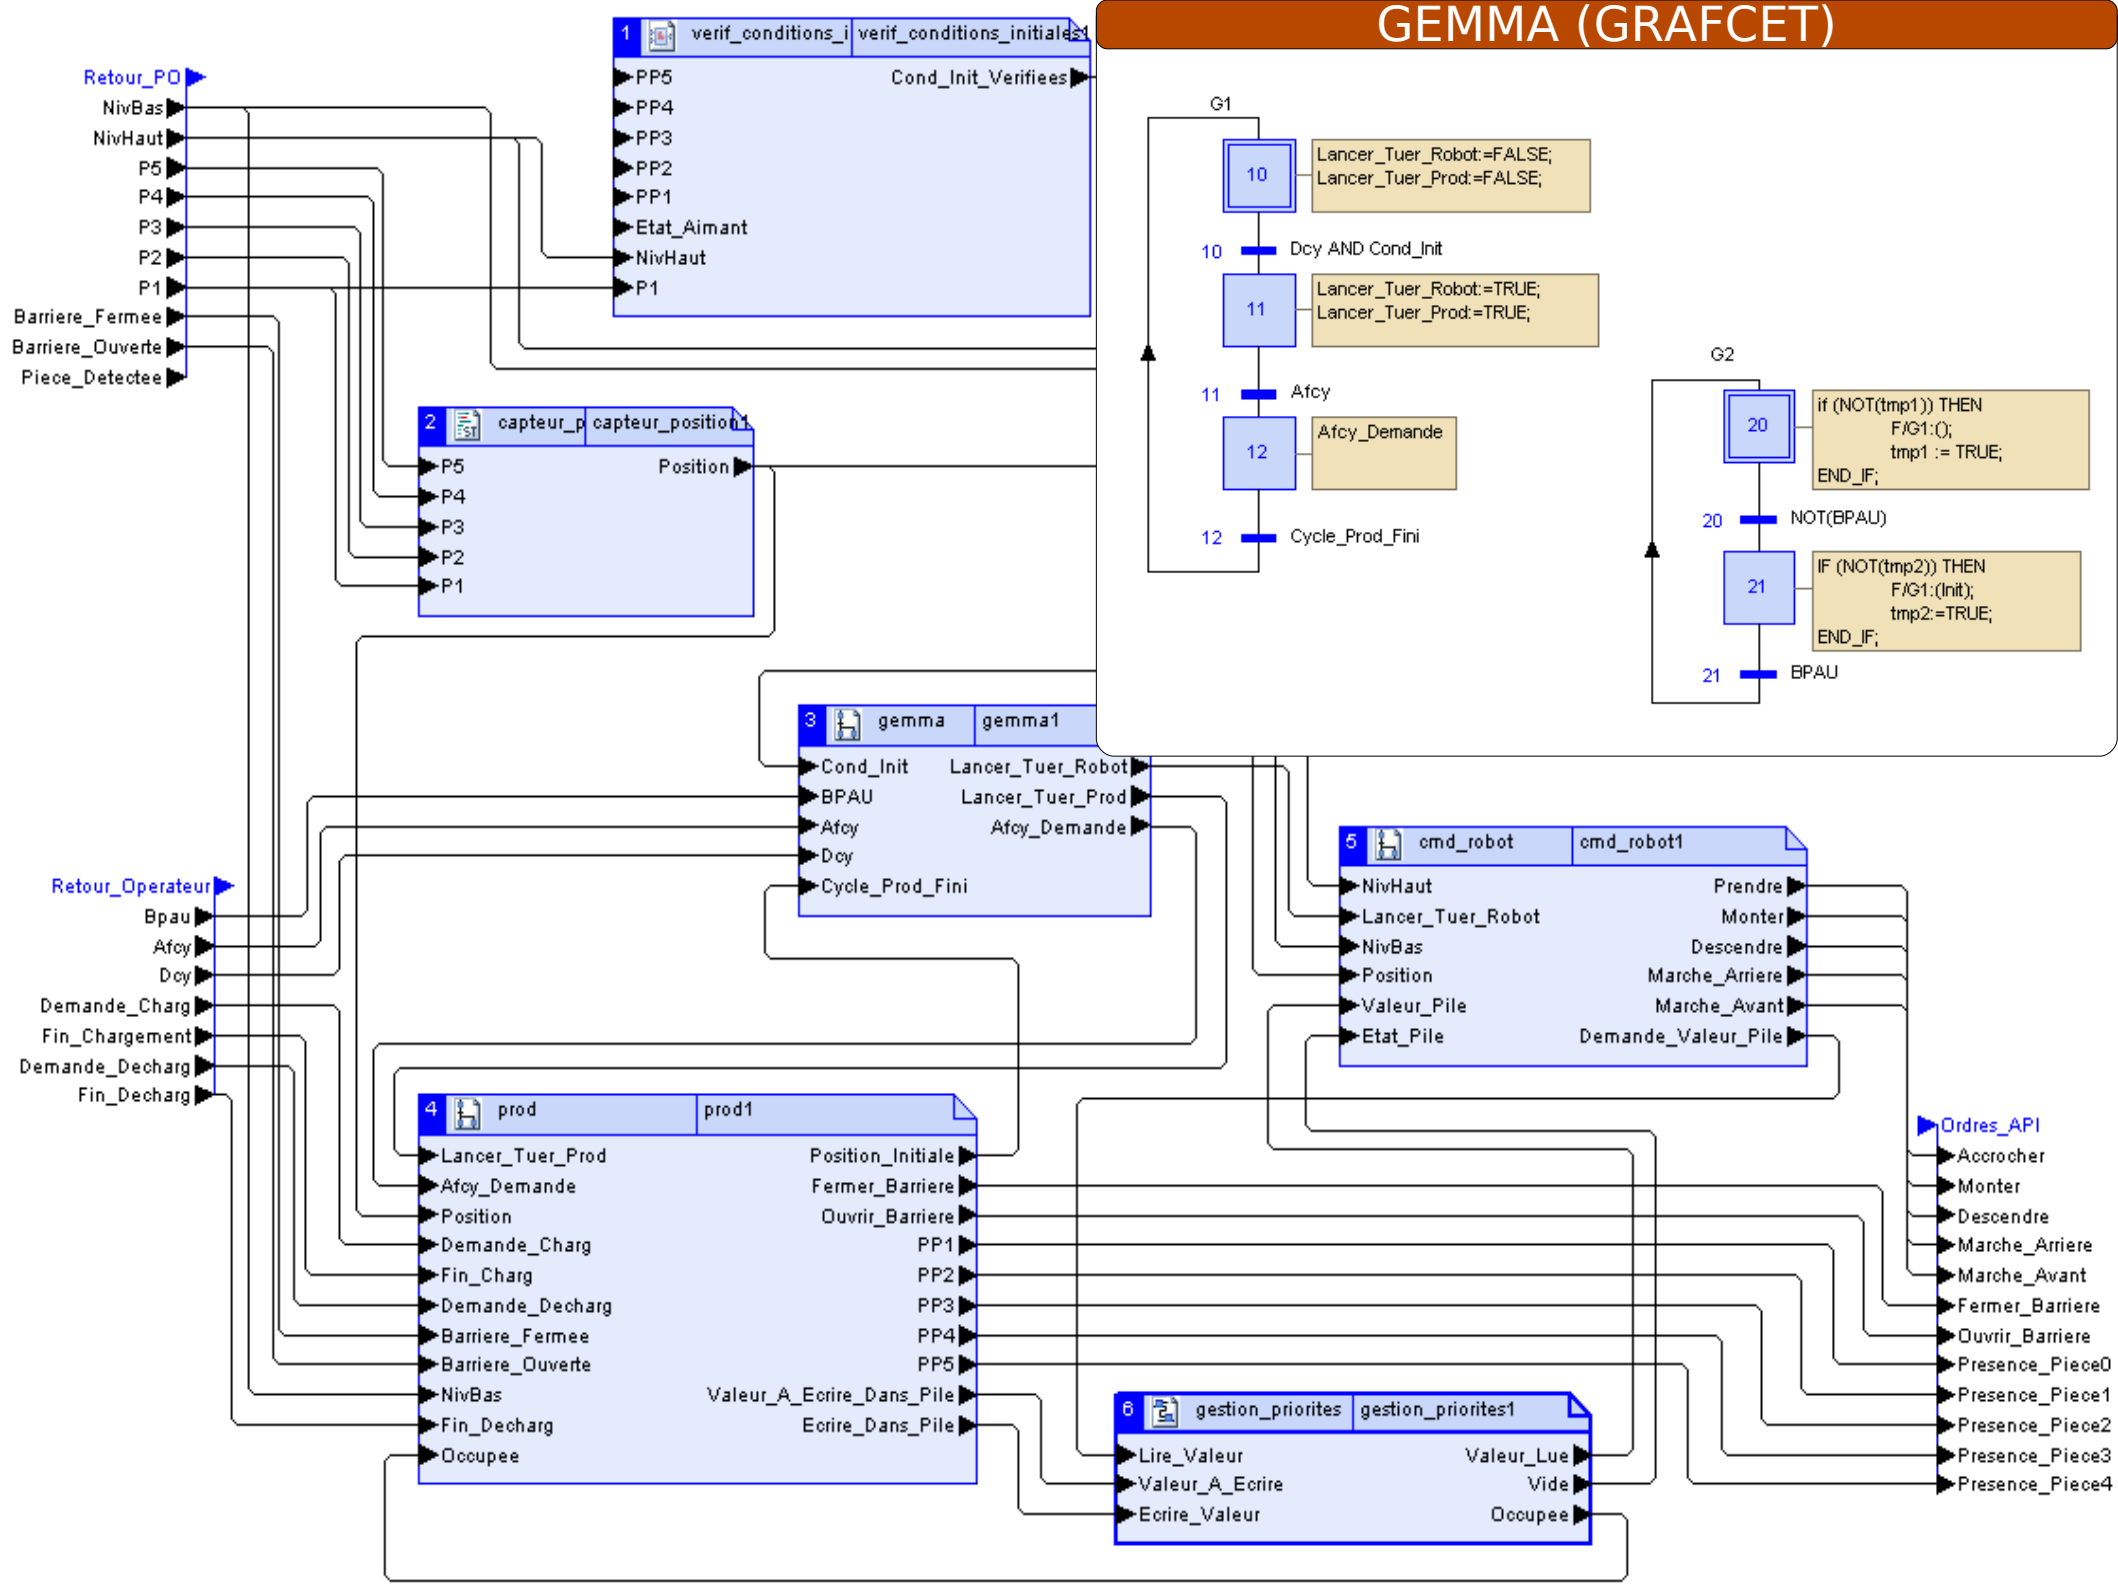 GEMMA (GRAFCET)
1
verif_conditions_i
verif_conditions_initiales1
PP5
PP4
PP3
PP2
PP1
Etat_Aimant
NivHaut
P1
Cond_Init_Verifiees
Retour_PO
NivBas
NivHaut
P5
P4
P3
P2
P1
Barriere_Fermee
Barriere_Ouverte
Piece_Detectee
2
ST
capteur_p
capteur_position1
P5
P4
P3
P2
P1
Position
G1
10
Lancer_Tuer_Robot:=FALSE;
Lancer_Tuer_Prod:=FALSE;
10
Dcy AND Cond_Init
11
Lancer_Tuer_Robot:=TRUE;
Lancer_Tuer_Prod:=TRUE;
11
Afcy
12
Afcy_Demande
12
Cycle_Prod_Fini
G2
20
if (NOT(tmp1)) THEN
F/G1:();
tmp1 := TRUE;
END_IF;
20
NOT(BPAU)
21
IF (NOT(tmp2)) THEN
F/G1:(Init);
tmp2:=TRUE;
END_IF;
21
BPAU
3
gemma
gemma1
Cond_Init
BPAU
Afcy
Dcy
Cycle_Prod_Fini
Lancer_Tuer_Robot
Lancer_Tuer_Prod
Afcy_Demande
Retour_Operateur
Bpau
Afcy
Dcy
Demande_Charg
Fin_Chargement
Demande_Decharg
Fin_Decharg
5
cmd_robot
cmd_robot1
NivHaut
Lancer_Tuer_Robot
NivBas
Position
Valeur_Pile
Etat_Pile
Prendre
Monter
Descendre
Marche_Arriere
Marche_Avant
Demande_Valeur_Pile
4
prod
prod1
Lancer_Tuer_Prod
Afcy_Demande
Position
Demande_Charg
Fin_Charg
Demande_Decharg
Barriere_Fermee
Barriere_Ouverte
NivBas
Fin_Decharg
Occupee
Position_Initiale
Fermer_Barriere
Ouvrir_Barriere
PP1
PP2
PP3
PP4
PP5
Valeur_A_Ecrire_Dans_Pile
Ecrire_Dans_Pile
6
gestion_priorites
gestion_priorites1
Lire_Valeur
Valeur_A_Ecrire
Ecrire_Valeur
Valeur_Lue
Vide
Occupee
Ordres_API
Accrocher
Monter
Descendre
Marche_Arriere
Marche_Avant
Fermer_Barriere
Ouvrir_Barriere
Presence_Piece0
Presence_Piece1
Presence_Piece2
Presence_Piece3
Presence_Piece4